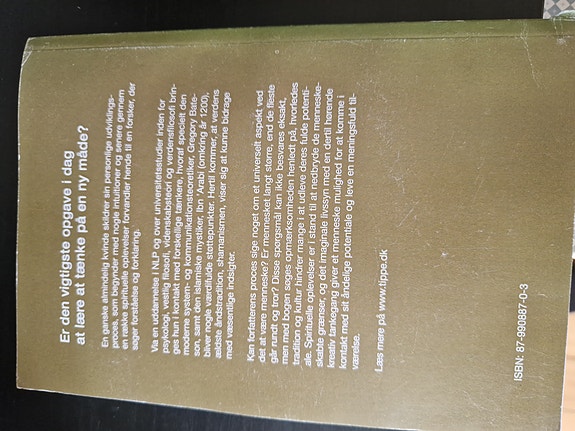 Er den vigtigste opgave i dag
at lære at tænke på en ny måde?
En ganske almindelig kvinde skildrer sin personlige udviklings-
proces, som begynder med nogle intuitioner og senere gennem
en række spirituelle oplevelser forvandler hende til en forsker, der
søger forståelse og forklaring.
Via en uddannelse i NLP og over universitetsstudier inden for
psykologi, vestlig filosofi, videnskabsteori og verdensfilosofi brin-
ges hun i kontakt med forskellige tænkere, hvoraf specielt den
moderne system- og kommunikationsteoretiker, Gregory Bate-
son, samt den islamiske mystiker, Ibn 'Arabi (omkring år 1200),
bliver nogle værdifulde støttepunkter. Hertil kommer, at verdens
ældste åndstradition, shamanismen, viser sig at kunne bidrage
med væsentlige indsigter.
Kan forfatterens proces sige noget om et universelt aspekt ved
det at være menneske? Er mennesket langt større, end de fleste
går rundt og tror? Disse spørgsmål kan ikke besvares eksakt,
men med bogen søges opmærksomheden henledt på, hvorledes
tradition og kultur hindrer mange i at udleve deres fulde potenti-
ale. Spirituelle oplevelser er i stand til at nedbryde de menneske-
skabte grænser, og det imaginale livssyn med en dertil hørende
kreativ tankegang giver et menneske mulighed for at komme i
kontakt med sit åndelige potentiale og leve en meningsfuld til-
værelse.
Læs mere på www.tippe.dk
ISBN: 87-990887-0-3